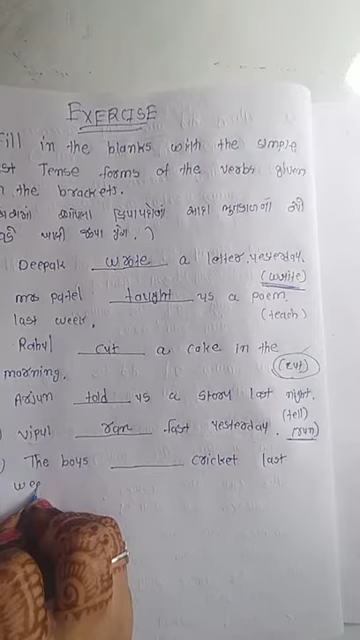 EXERCISE
Fill in the blanks with the simple
st Tense forms of the verbs given
n the brackets.
Deepak wrote a letter yesterday.
(write)
mrs patel taught us a poem
last week. (teach)
Rahul cut a cake in the
morning. (cut)
Arjun told us a story last night.
(tell)
vipul ran fast yesterday. (run)
The boys cricket last
we